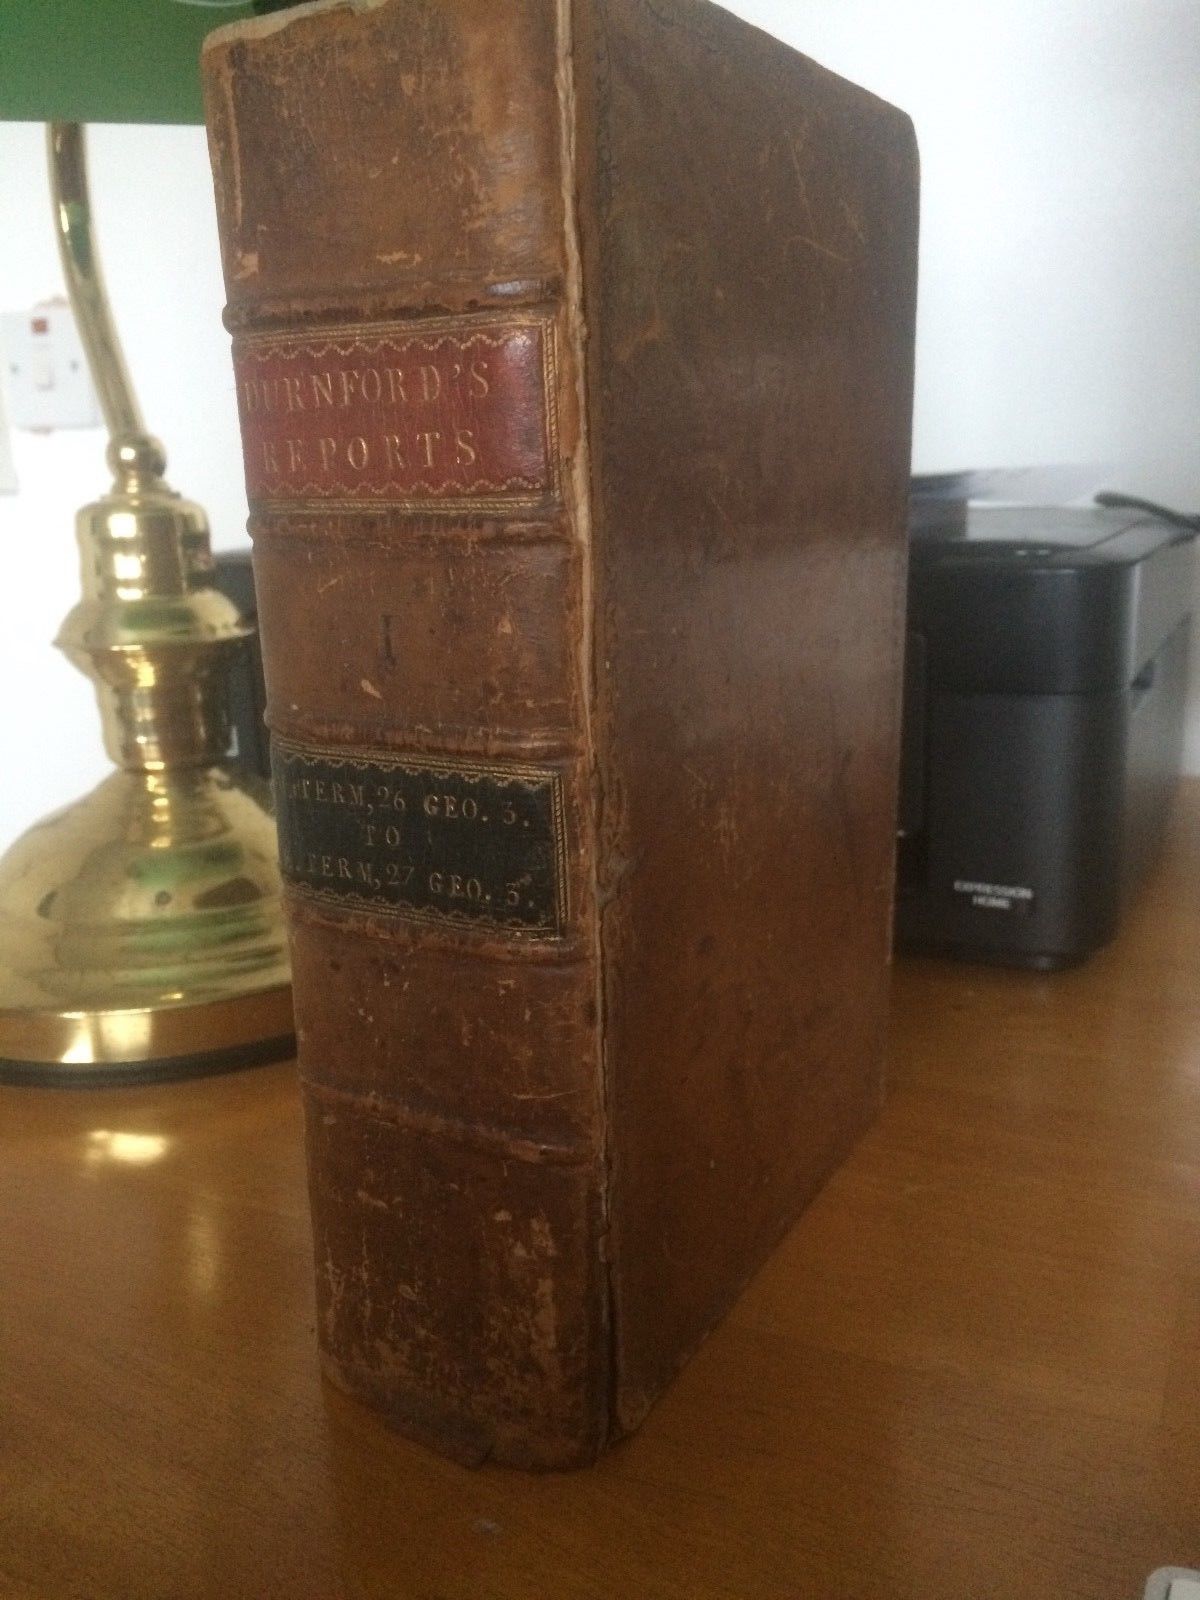 DURNFORD'S
REPORTS
I
TERM, 26 GEO. 3.
TO
TERM, 27 GEO. 3.
EXPRESSION
HOME